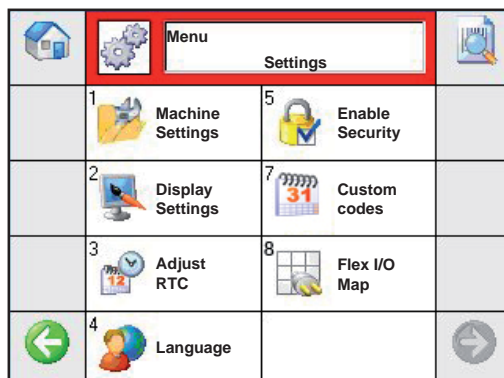 Menu
Settings
1
Machine
Settings
5
Enable
Security
2
Display
Settings
7
31
Custom
codes
3
12
Adjust
RTC
8
Flex I/O
Map
4
Language